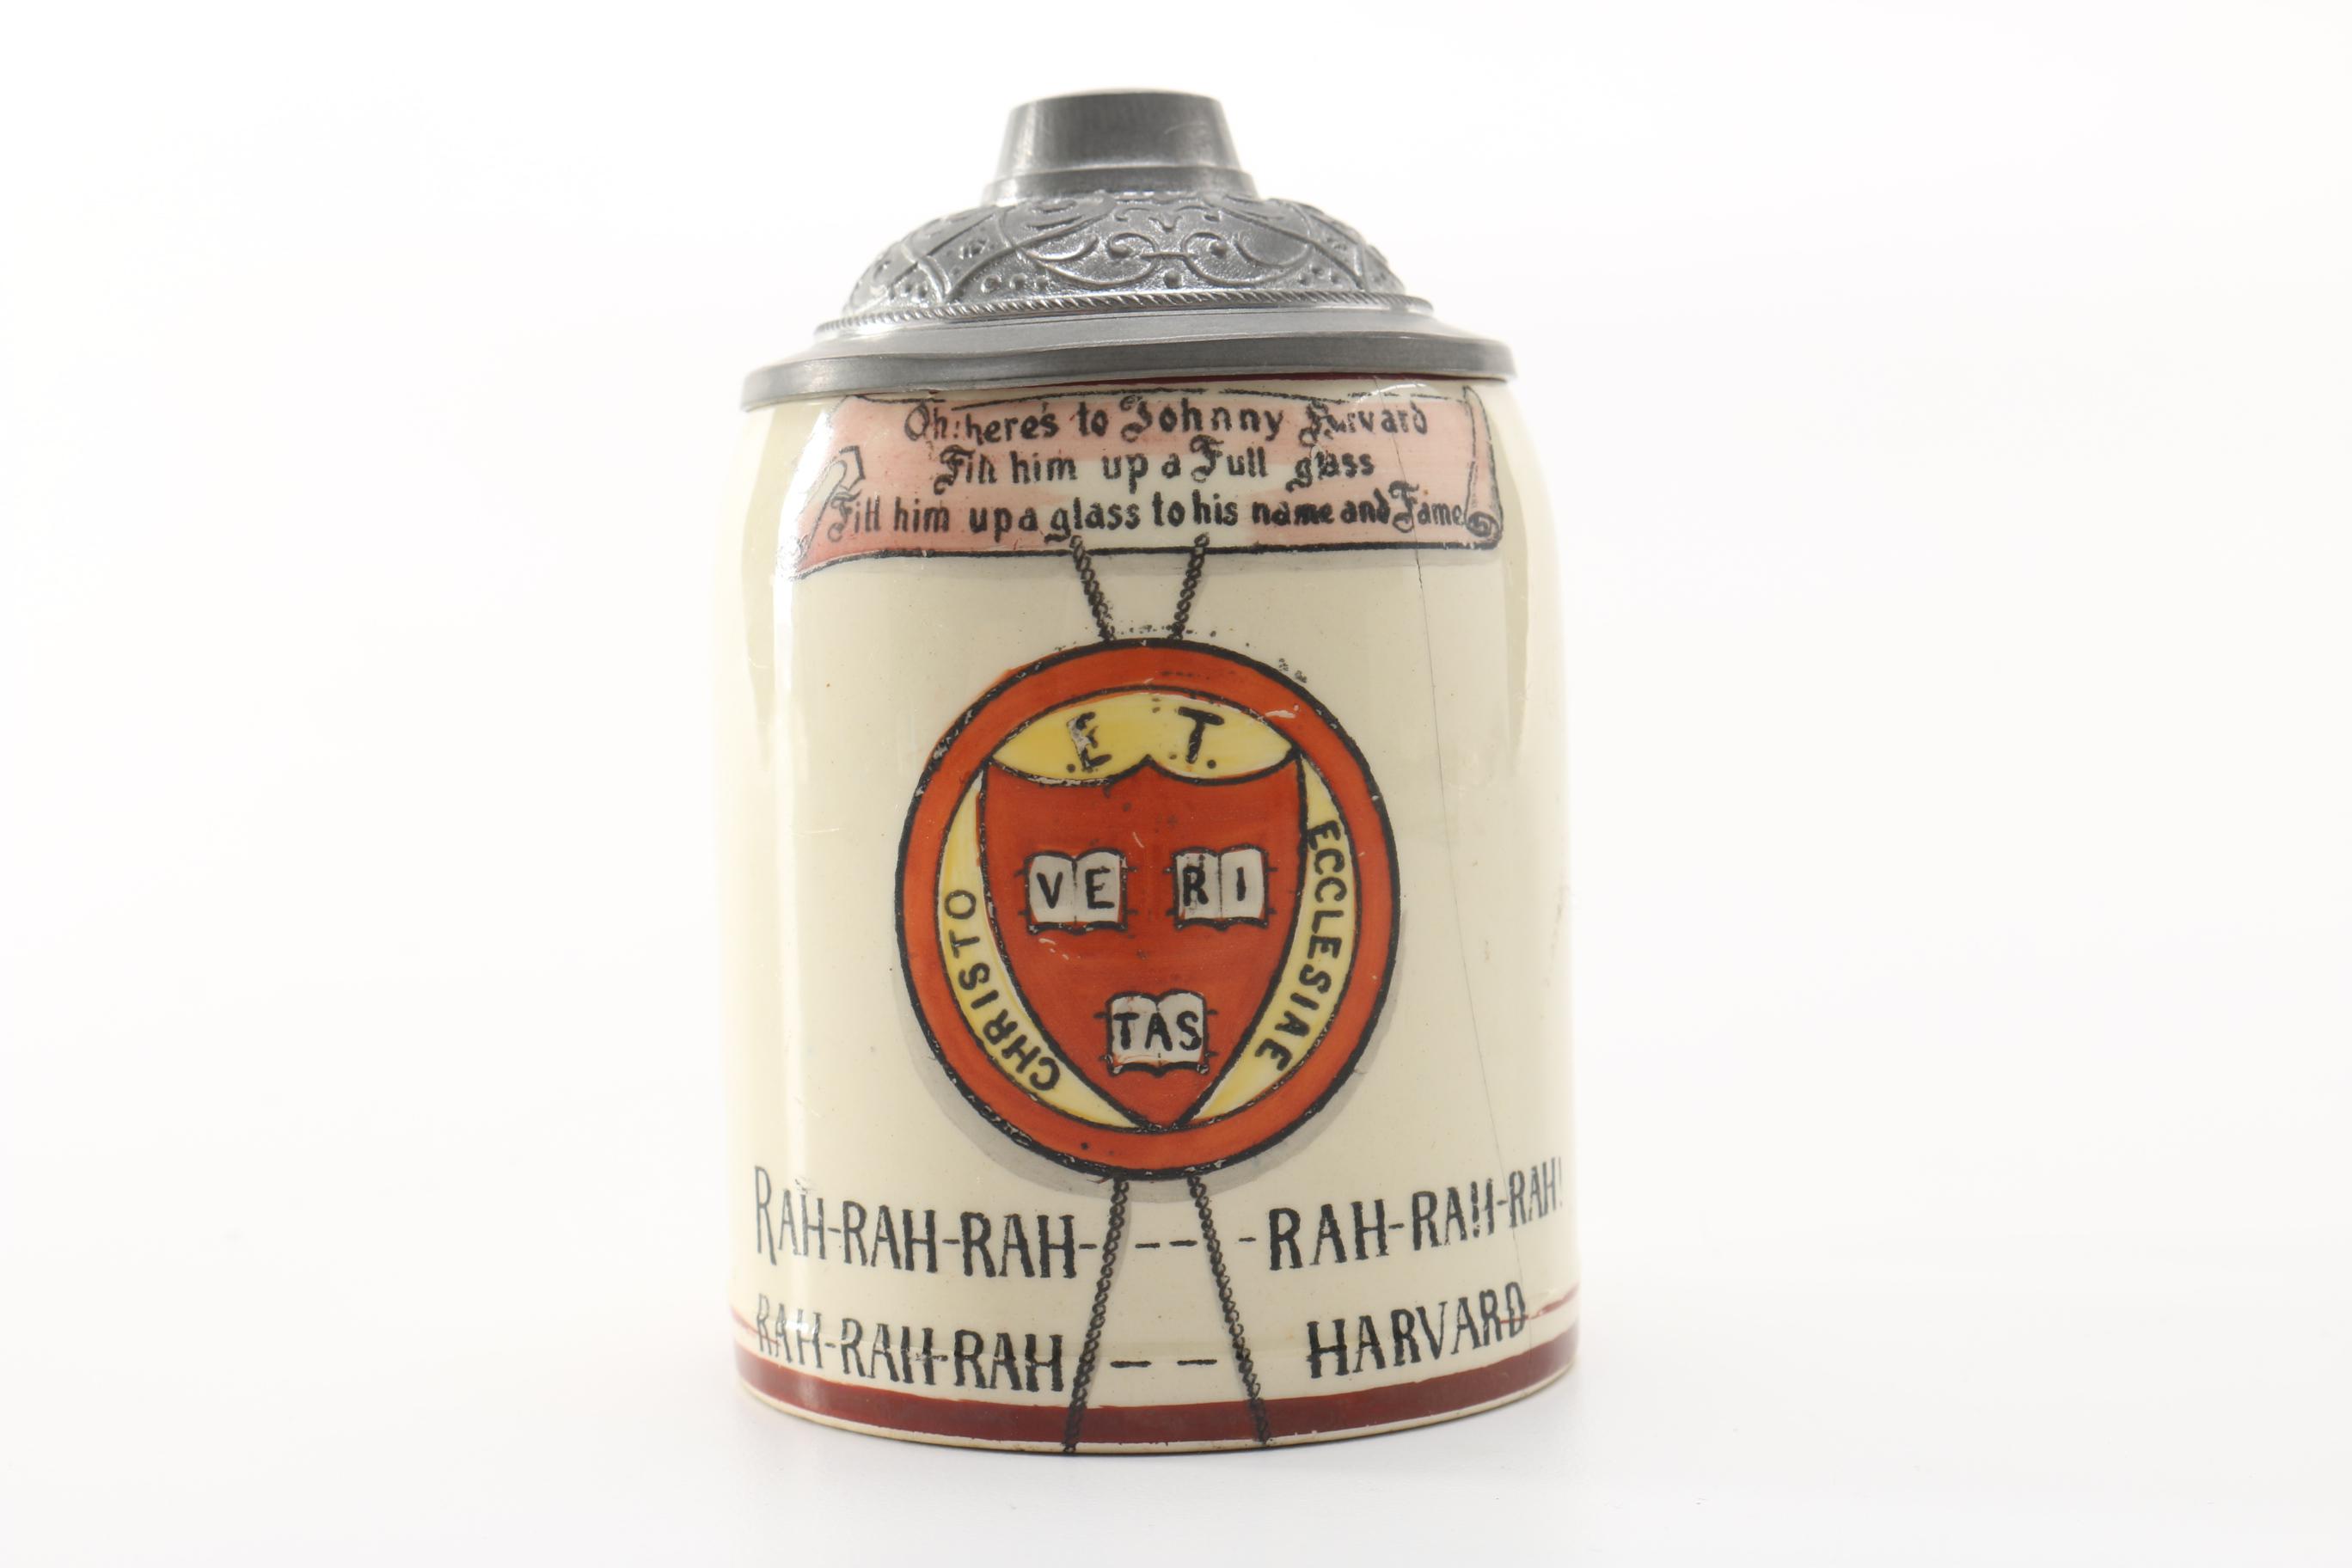 Oh: here's to Johnny Harvard
Fill him up a Full glass
Fill him up a glass to his name and Fame
.E T.
VE RI
TAS
CHRISTO
ECCLESIAE
RAH-RAH-RAH- -- -RAH-RAH-RAH!
RAH-RAH-RAH -- HARVARD